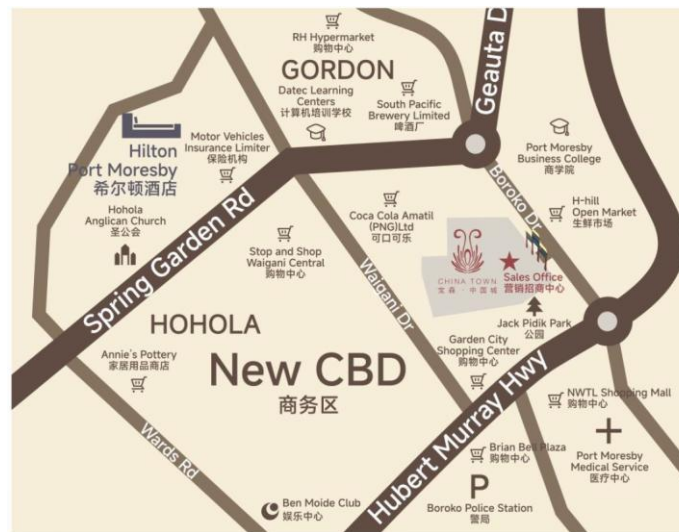 RH Hypermarket
购物中心
GORDON
Geauta D
Datec Learning
Centers
计算机培训学校
South Pacific
Brewery Limited
啤酒厂
Hilton
Port Moresby
希尔顿酒店
Motor Vehicles
Insurance Limiter
保险机构
Port Moresby
Business College
商学院
Boroko Dr
H-hill
Open Market
生鲜市场
Hohola
Anglican Church
圣公会
Spring Garden Rd
Stop and Shop
Waigani Central
购物中心
Coca Cola Amatil
(PNG)Ltd
可口可乐
Waigani Dr
CHINA TOWN
宝森·中国城
Sales Office
营销招商中心
Jack Pidik Park
公园
HOHOLA
New CBD
商务区
Garden City
Shopping Center
购物中心
Annie's Pottery
家居用品商店
Wards Rd
Hubert Murray Hwy
NWTL Shopping Mall
购物中心
Brian Bell Plaza
购物中心
Port Moresby
Medical Service
医疗中心
P
Boroko Police Station
警局
Ben Moide Club
娱乐中心